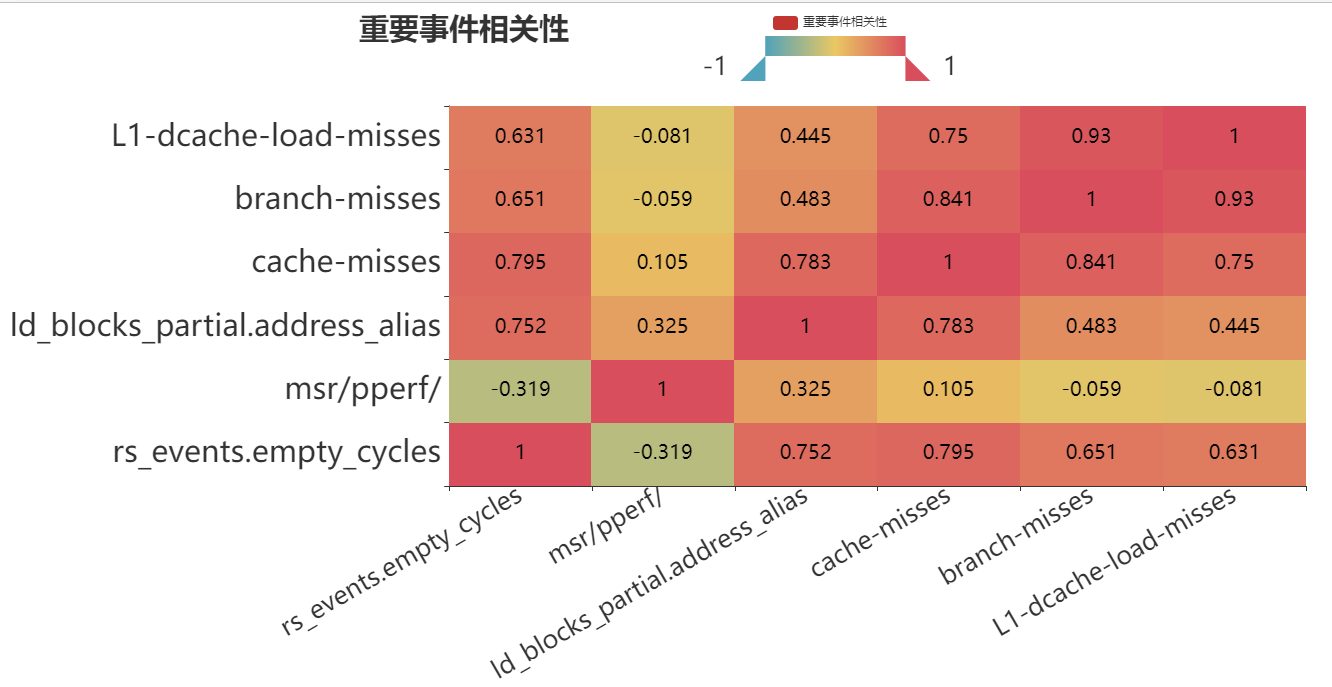 重要事件相关性
重要事件相关性
-1 1
L1-dcache-load-misses 0.631 -0.081 0.445 0.75 0.93 1
branch-misses 0.651 -0.059 0.483 0.841 1 0.93
cache-misses 0.795 0.105 0.783 1 0.841 0.75
ld_blocks_partial.address_alias 0.752 0.325 1 0.783 0.483 0.445
msr/pperf/ -0.319 1 0.325 0.105 -0.059 -0.081
rs_events.empty_cycles 1 -0.319 0.752 0.795 0.651 0.631
rs_events.empty_cycles
msr/pperf/
ld_blocks_partial.address_alias
cache-misses
branch-misses
L1-dcache-load-misses